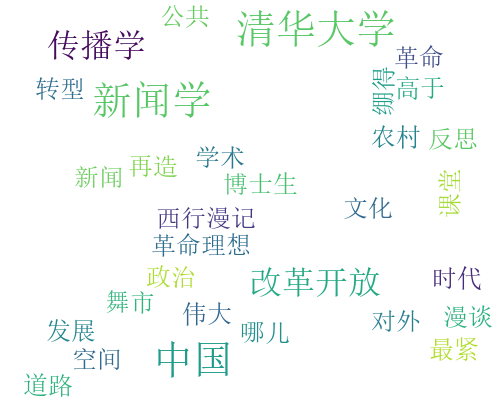 公共
清华大学
传播学
革命
转型
新闻学
绷得
高于
农村
反思
学术
再造
新闻
博士生
课堂
文化
西行漫记
革命理想
政治
改革开放
时代
舞市
伟大
对外
漫谈
发展
哪儿
空间
中国
最紧
道路